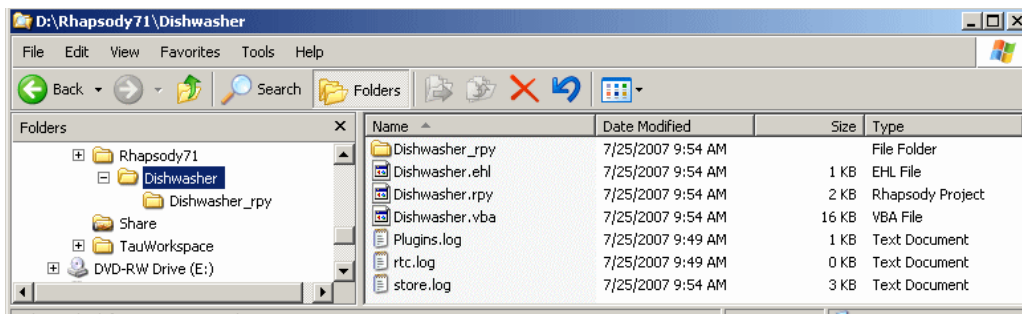 D:\Rhapsody71\Dishwasher
File Edit View Favorites Tools Help
Back Search Folders
Folders x Name Date Modified Size Type
Rhapsody71
Dishwasher
Dishwasher_rpy
Share
TauWorkspace
DVD-RW Drive (E:)
Dishwasher_rpy 7/25/2007 9:54 AM File Folder
Dishwasher.ehl 7/25/2007 9:54 AM 1 KB EHL File
Dishwasher.rpy 7/25/2007 9:54 AM 2 KB Rhapsody Project
Dishwasher.vba 7/25/2007 9:54 AM 16 KB VBA File
Plugins.log 7/25/2007 9:49 AM 1 KB Text Document
rtc.log 7/25/2007 9:49 AM 0 KB Text Document
store.log 7/25/2007 9:54 AM 3 KB Text Document